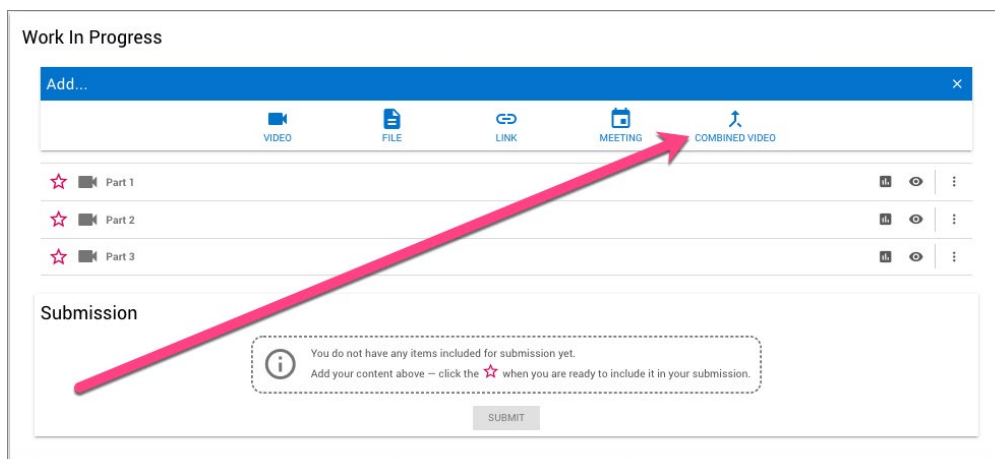 Work In Progress
Add...
VIDEO FILE LINK MEETING COMBINED VIDEO
Part 1
Part 2
Part 3
Submission
You do not have any items included for submission yet.
Add your content above — click the ☆ when you are ready to include it in your submission.
SUBMIT